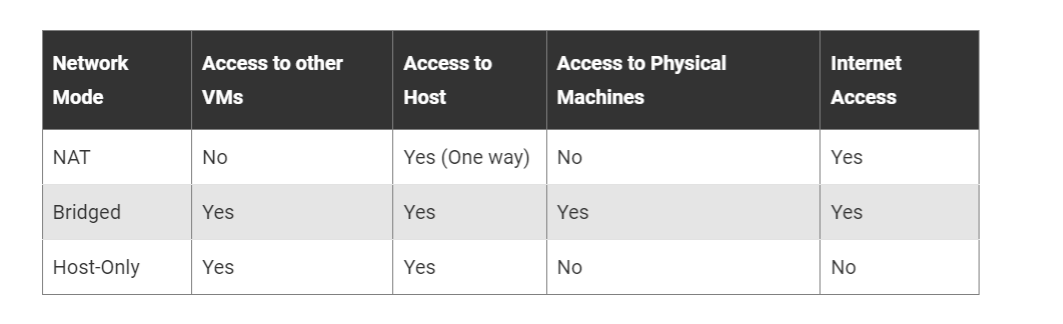 Network Mode Access to other VMs Access to Host Access to Physical Machines Internet Access
NAT No Yes (One way) No Yes
Bridged Yes Yes Yes Yes
Host-Only Yes Yes No No